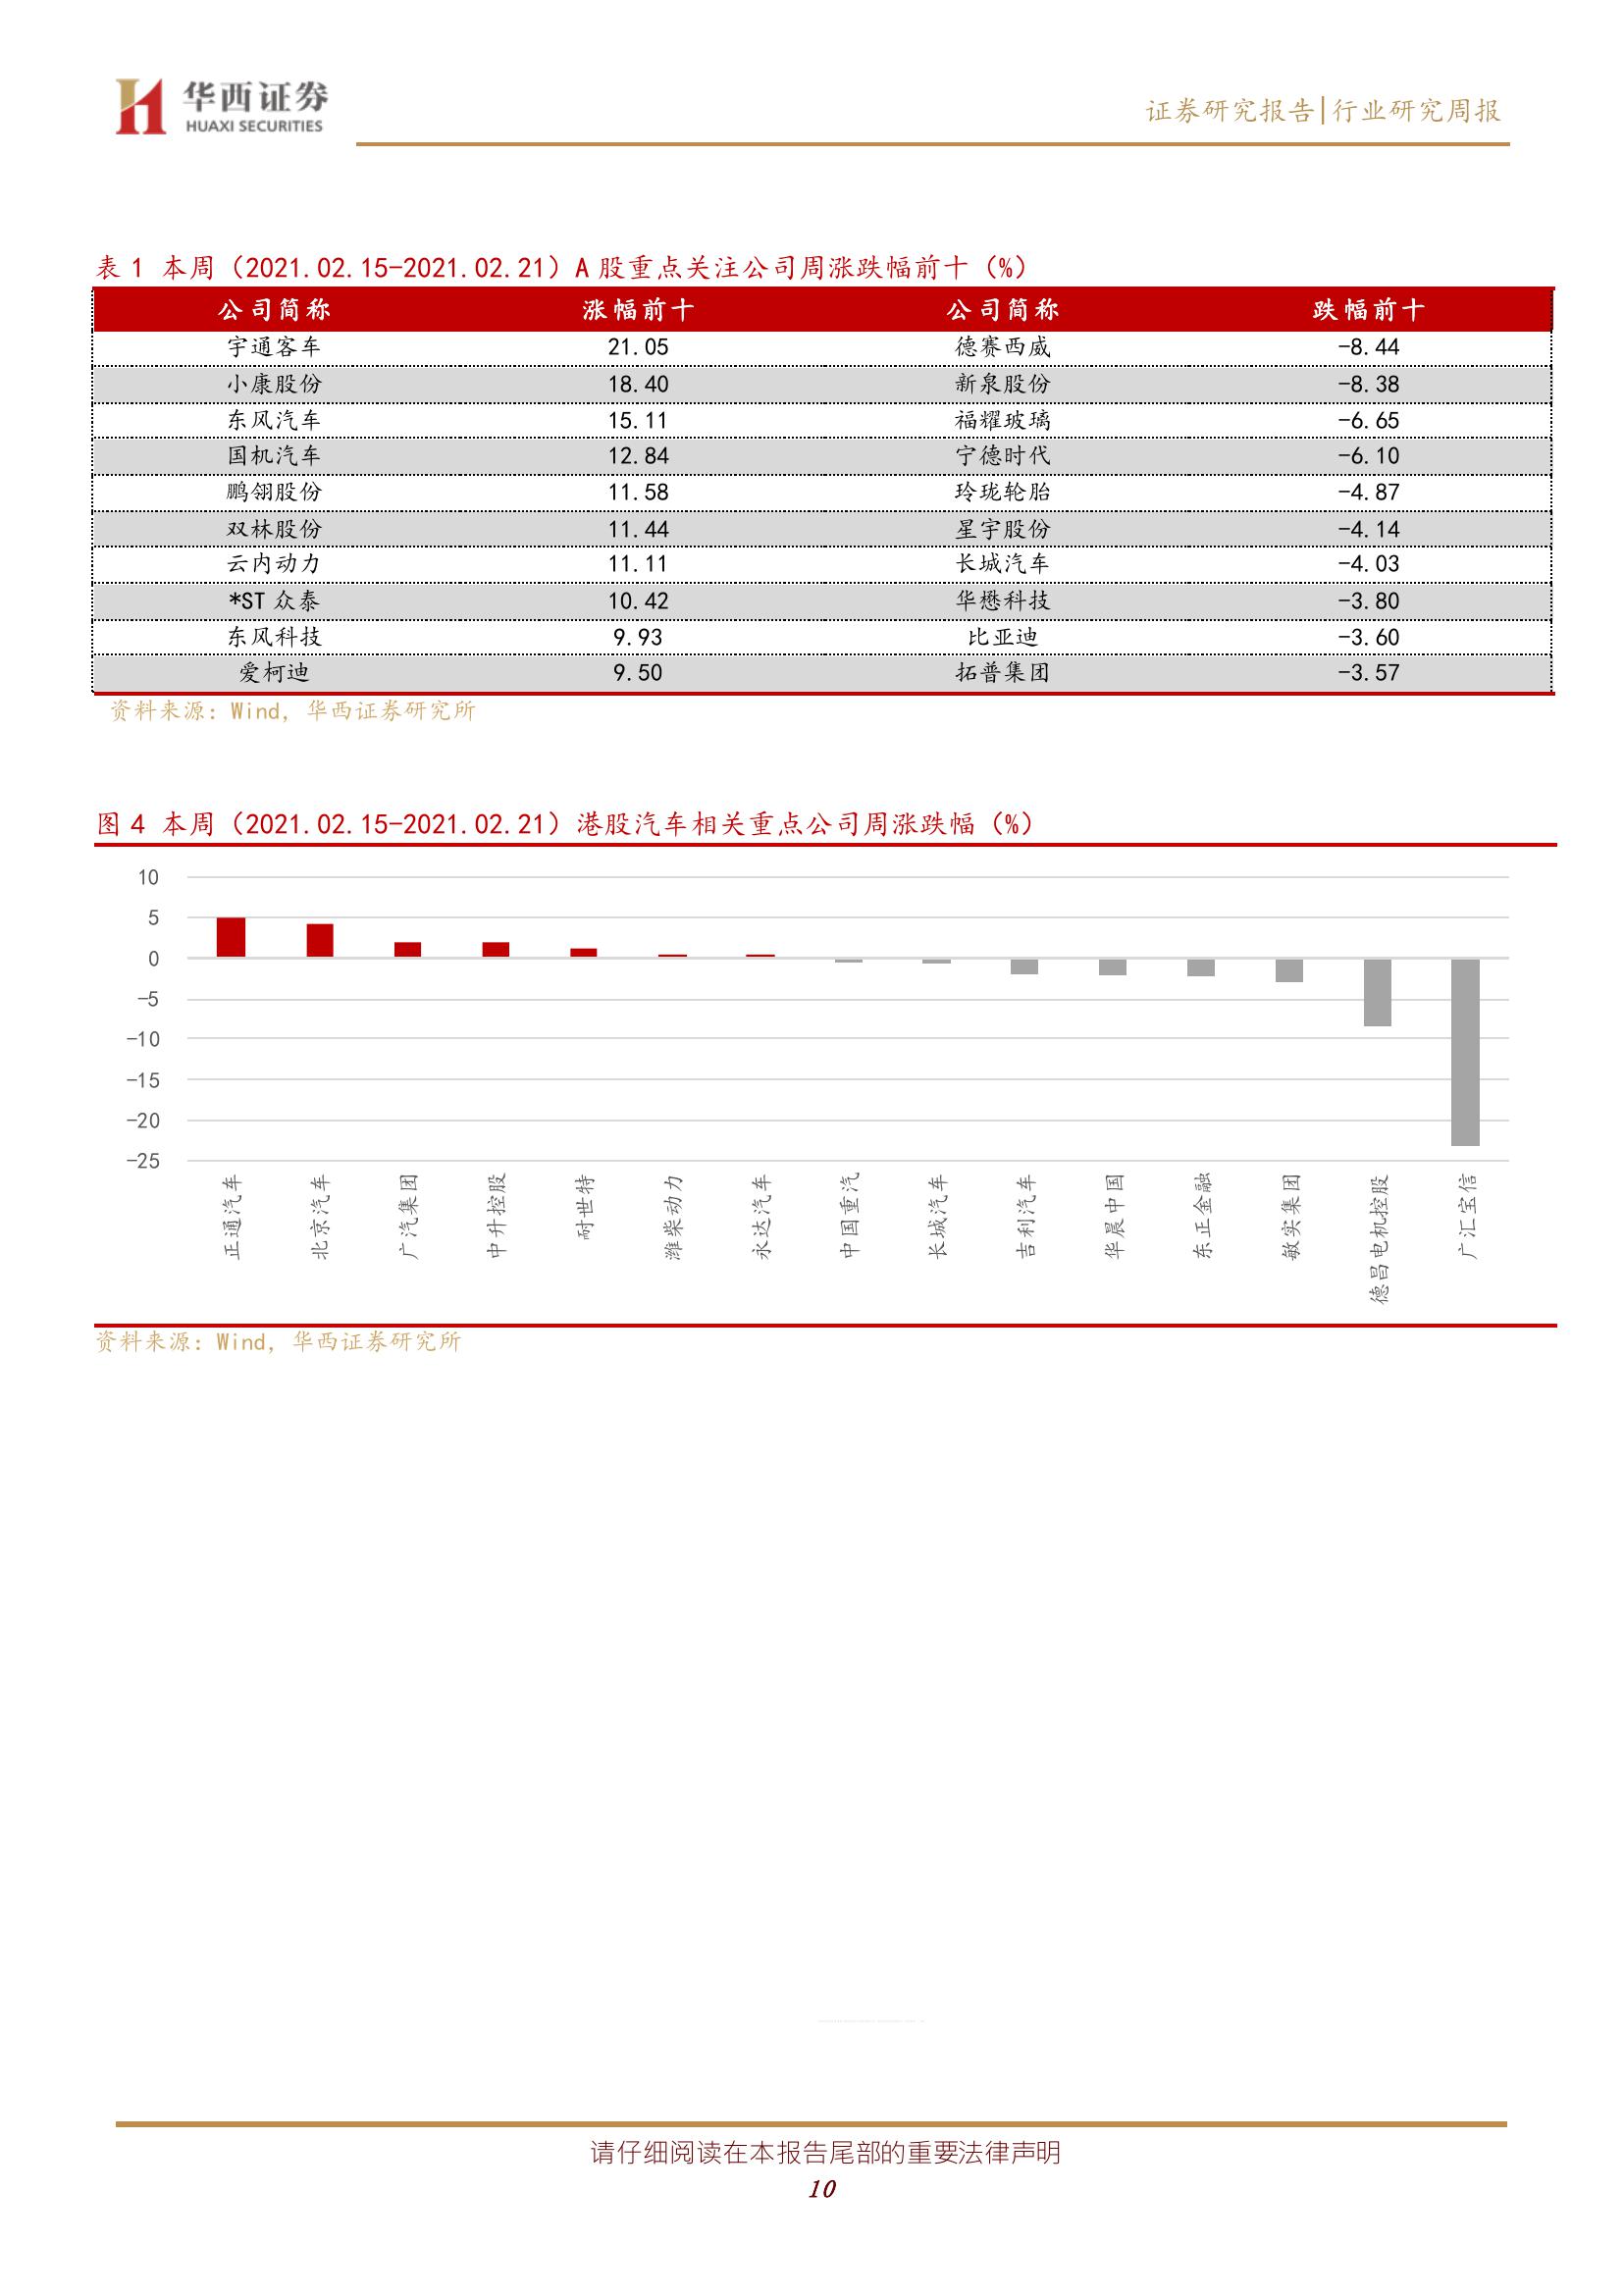 华西证券
HUAXI SECURITIES
证券研究报告|行业研究周报
表 1 本周（2021.02.15-2021.02.21）A 股重点关注公司周涨跌幅前十（%）
公司简称 涨幅前十 公司简称 跌幅前十
宇通客车 21.05 德赛西威 -8.44
小康股份 18.40 新泉股份 -8.38
东风汽车 15.11 福耀玻璃 -6.65
国机汽车 12.84 宁德时代 -6.10
鹏翎股份 11.58 玲珑轮胎 -4.87
双林股份 11.44 星宇股份 -4.14
云内动力 11.11 长城汽车 -4.03
*ST 众泰 10.42 华懋科技 -3.80
东风科技 9.93 比亚迪 -3.60
爱柯迪 9.50 拓普集团 -3.57
资料来源：Wind，华西证券研究所
图 4 本周（2021.02.15-2021.02.21）港股汽车相关重点公司周涨跌幅（%）
10
5
0
-5
-10
-15
-20
-25
正通汽车
北京汽车
广汽集团
中升控股
耐世特
潍柴动力
永达汽车
中国重汽
长城汽车
吉利汽车
华晨中国
东正金融
敏实集团
德昌电机控股
广汇宝信
资料来源：Wind，华西证券研究所
请仔细阅读在本报告尾部的重要法律声明
10